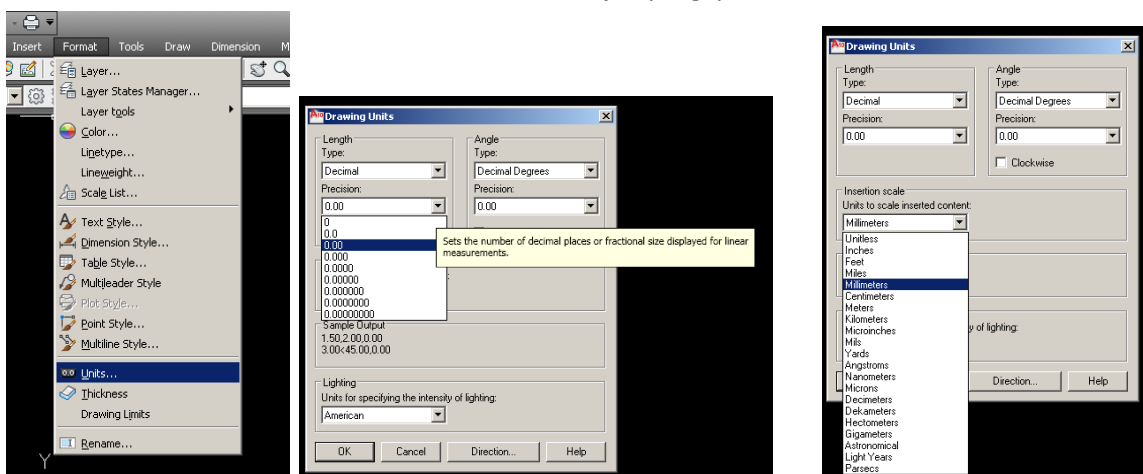 Insert Format Tools Draw Dimension M
Layer...
Layer States Manager...
Layer tools
Color...
Linetype...
Lineweight...
Scale List...
Text Style...
Dimension Style...
Table Style...
Multileader Style
Plot Style...
Point Style...
Multiline Style...
Units...
Thickness
Drawing Limits
Rename...
Y
Drawing Units
Length
Type:
Decimal
Precision:
0.00
0
0.0
0.00
0.000
0.0000
0.00000
0.000000
0.0000000
0.00000000
Angle
Type:
Decimal Degrees
Precision:
0.00
Sets the number of decimal places or fractional size displayed for linear
measurements.
Sample Output
1.50,2.00,0.00
3.00<45.00,0.00
Lighting
Units for specifying the intensity of lighting:
American
OK Cancel Direction... Help
Drawing Units
Length
Type:
Decimal
Precision:
0.00
Angle
Type:
Decimal Degrees
Precision:
0.00
Clockwise
Insertion scale
Units to scale inserted content:
Millimeters
Unitless
Inches
Feet
Miles
Millimeters
Centimeters
Meters
Kilometers
Microinches
Mils
Yards
Angstroms
Nanometers
Microns
Decimeters
Dekameters
Hectometers
Gigameters
Astronomical
Light Years
Parsecs
y of lighting:
Direction... Help